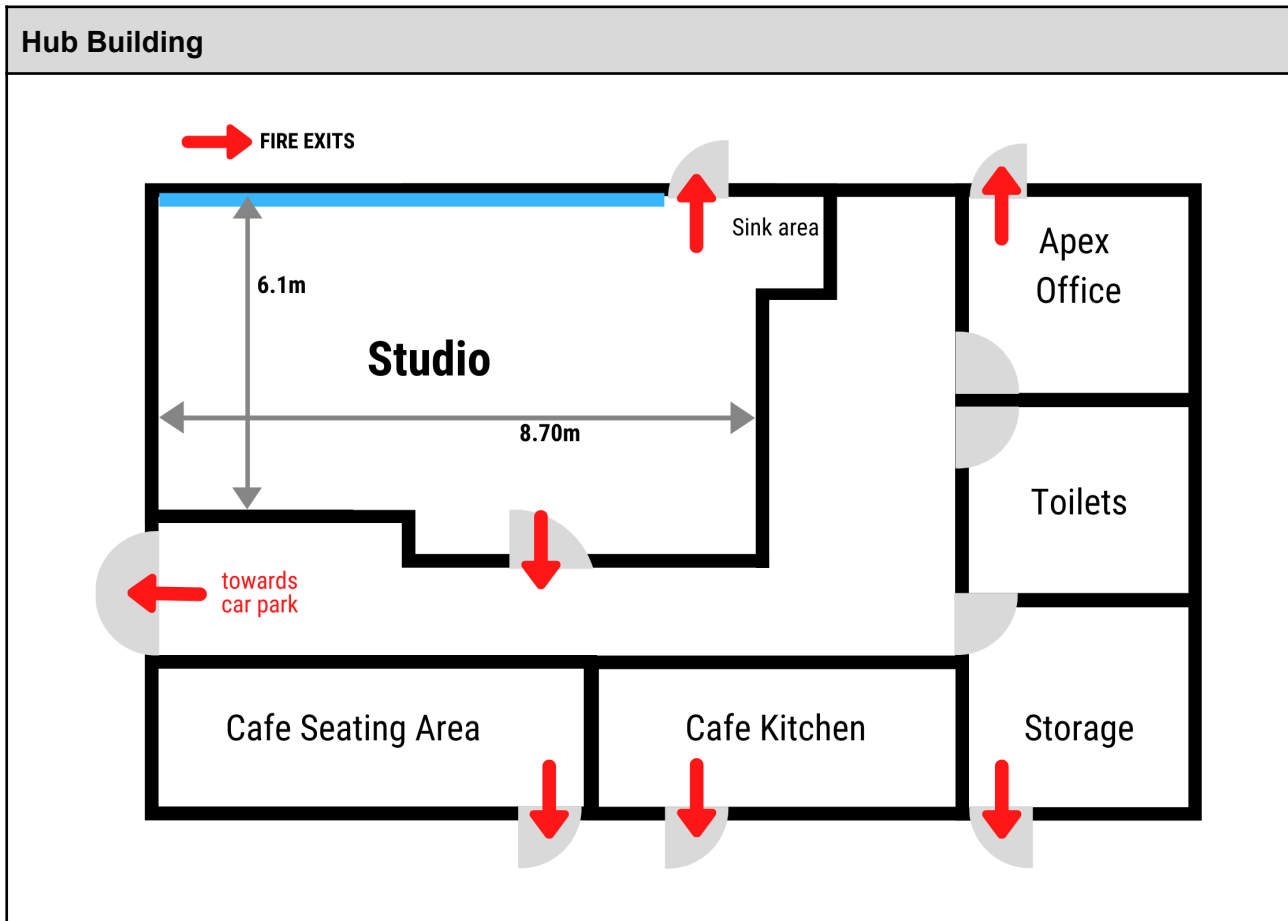 Hub Building
FIRE EXITS
Sink area
Apex
Office
6.1m
Studio
8.70m
Toilets
towards
car park
Cafe Seating Area
Cafe Kitchen
Storage